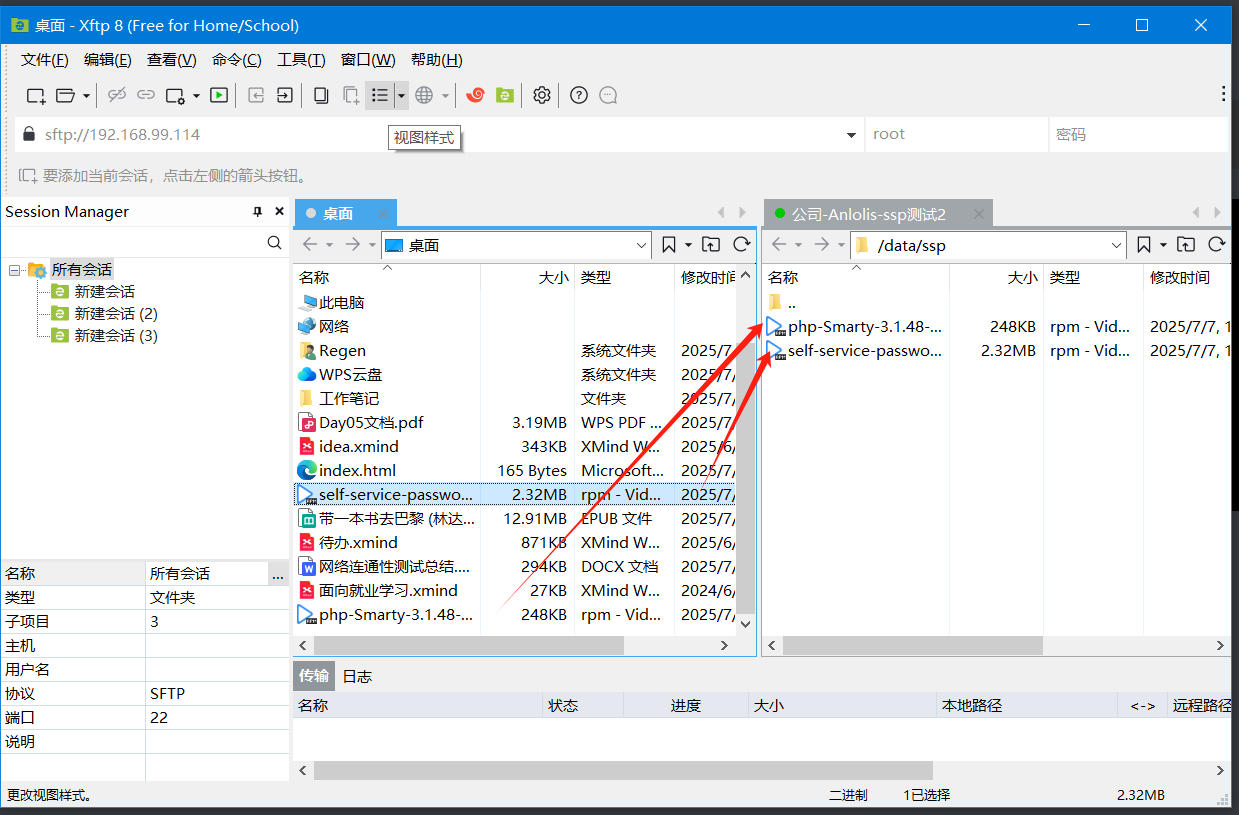 桌面 - Xftp 8 (Free for Home/School)
文件(F) 编辑(E) 查看(V) 命令(C) 工具(T) 窗口(W) 帮助(H)
sftp://192.168.99.114 root 密码
视图样式
要添加当前会话，点击左侧的箭头按钮。
Session Manager
所有会话
新建会话
新建会话 (2)
新建会话 (3)
名称 所有会话 ...
类型 文件夹
子项目 3
主机
用户名
协议 SFTP
端口 22
说明
桌面
桌面
名称 大小 类型 修改时间
此电脑
网络
Regen 系统文件夹 2025/7/
WPS云盘 系统文件夹 2025/7/
工作笔记 文件夹 2025/7/
Day05文档.pdf 3.19MB WPS PDF ... 2025/7/
idea.xmind 343KB XMind W... 2025/6/
index.html 165 Bytes Microsoft... 2025/7/
self-service-passwo... 2.32MB rpm - Vid... 2025/7/
带一本书去巴黎 (林达... 12.91MB EPUB 文件 2025/7/
待办.xmind 871KB XMind W... 2025/6/
网络连通性测试总结.... 294KB DOCX 文档 2025/7/
面向就业学习.xmind 27KB XMind W... 2024/6/
php-Smarty-3.1.48-... 248KB rpm - Vid... 2025/7/
公司-Anlolis-ssp测试2
/data/ssp
名称 大小 类型 修改时间
..
php-Smarty-3.1.48-... 248KB rpm - Vid... 2025/7/7, 1
self-service-passwo... 2.32MB rpm - Vid... 2025/7/7, 1
传输 日志
名称 状态 进度 大小 本地路径 <-> 远程路径
更改视图样式。 二进制 1已选择 2.32MB